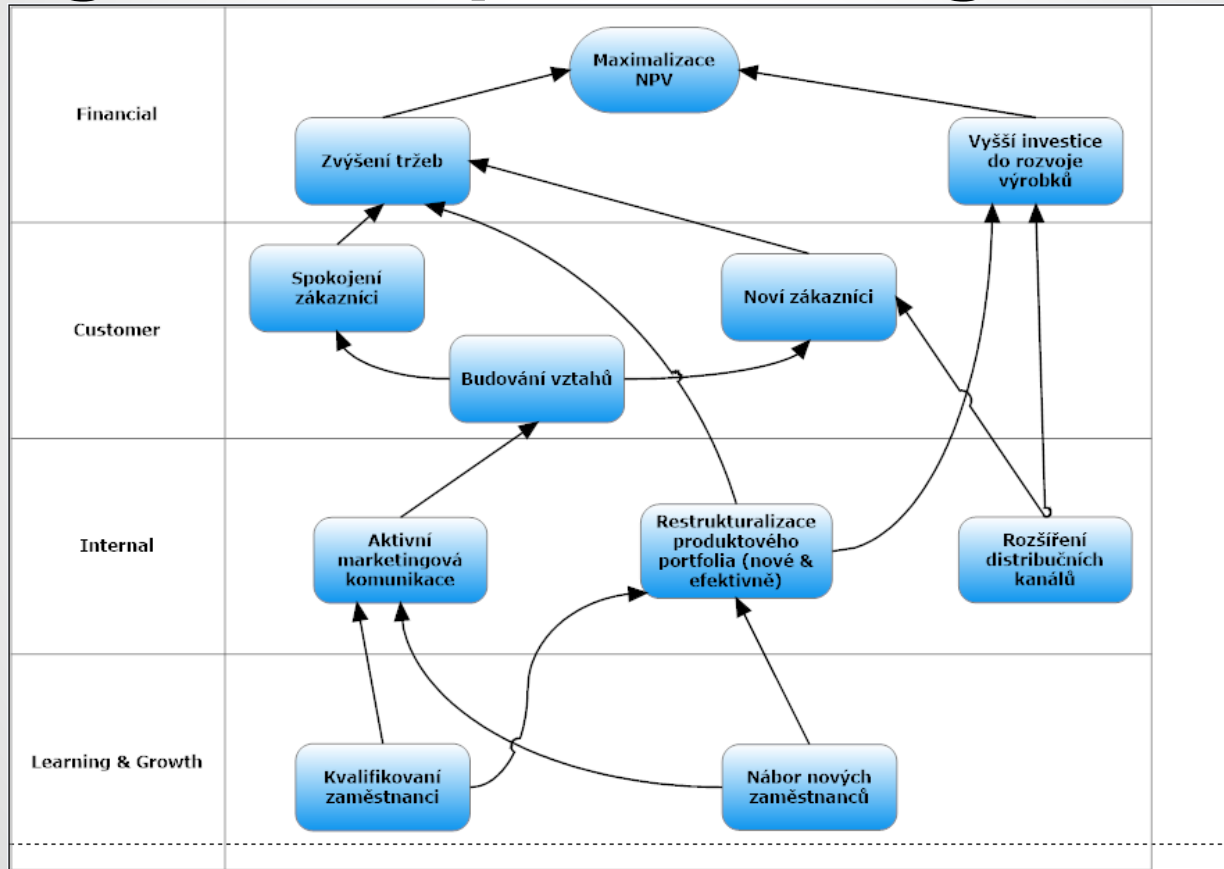 Financial
Maximalizace
NPV
Zvýšení tržeb
Vyšší investice
do rozvoje
výrobků
Customer
Spokojení
zákazníci
Noví zákazníci
Budování vztahů
Internal
Aktivní
marketingová
komunikace
Restrukturalizace
produktového
portfolia (nové &
efektivně)
Rozšíření
distribučních
kanálů
Learning & Growth
Kvalifikovaní
zaměstnanci
Nábor nových
zaměstnanců